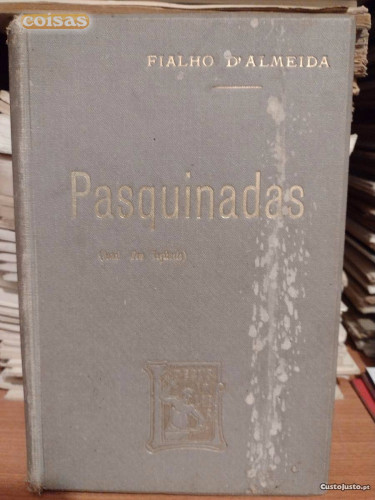 coisas
FIALHO D'ALMEIDA
Pasquinadas
CustoJusto.pt